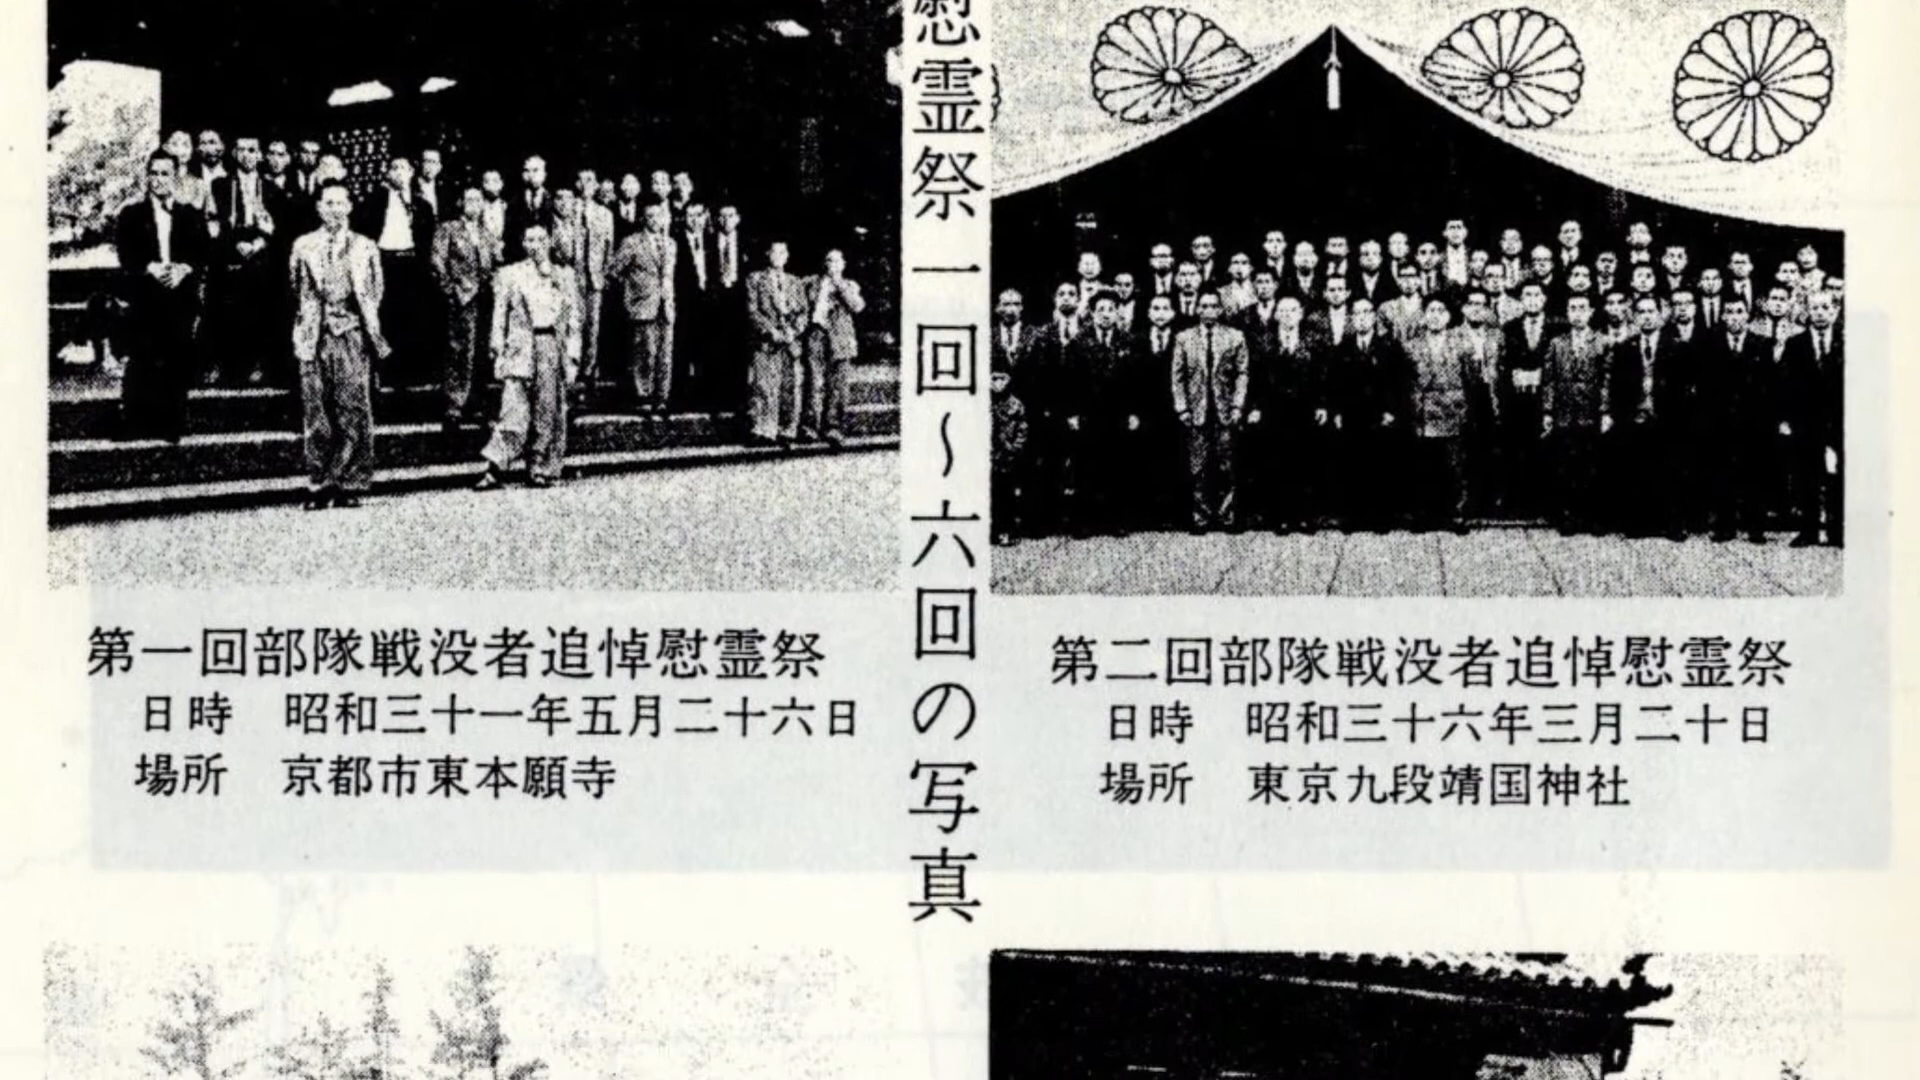 慰霊祭一回〜六回の写真
第一回部隊戦没者追悼慰霊祭
日時　昭和三十一年五月二十六日
場所　京都市東本願寺
第二回部隊戦没者追悼慰霊祭
日時　昭和三十六年三月二十日
場所　東京九段靖国神社